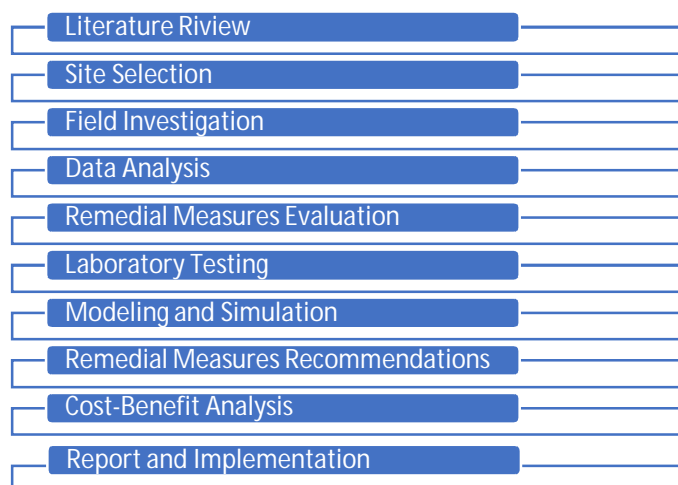 Literature Riview
Site Selection
Field Investigation
Data Analysis
Remedial Measures Evaluation
Laboratory Testing
Modeling and Simulation
Remedial Measures Recommendations
Cost-Benefit Analysis
Report and Implementation